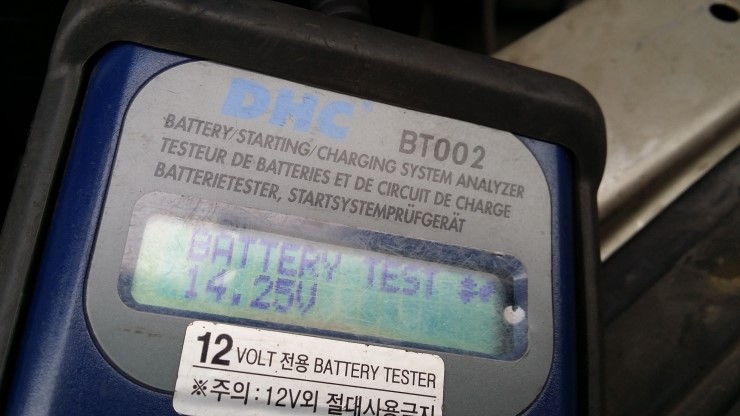 DHC
BT002
BATTERY/STARTING/CHARGING SYSTEM ANALYZER
TESTEUR DE BATTERIES ET DE CIRCUIT DE CHARGE
BATTERIETESTER, STARTSYSTEMPRÜFGERÄT
BATTERY TEST
14.25V
12 VOLT 전용 BATTERY TESTER
※주의 : 12V외 절대사용금지